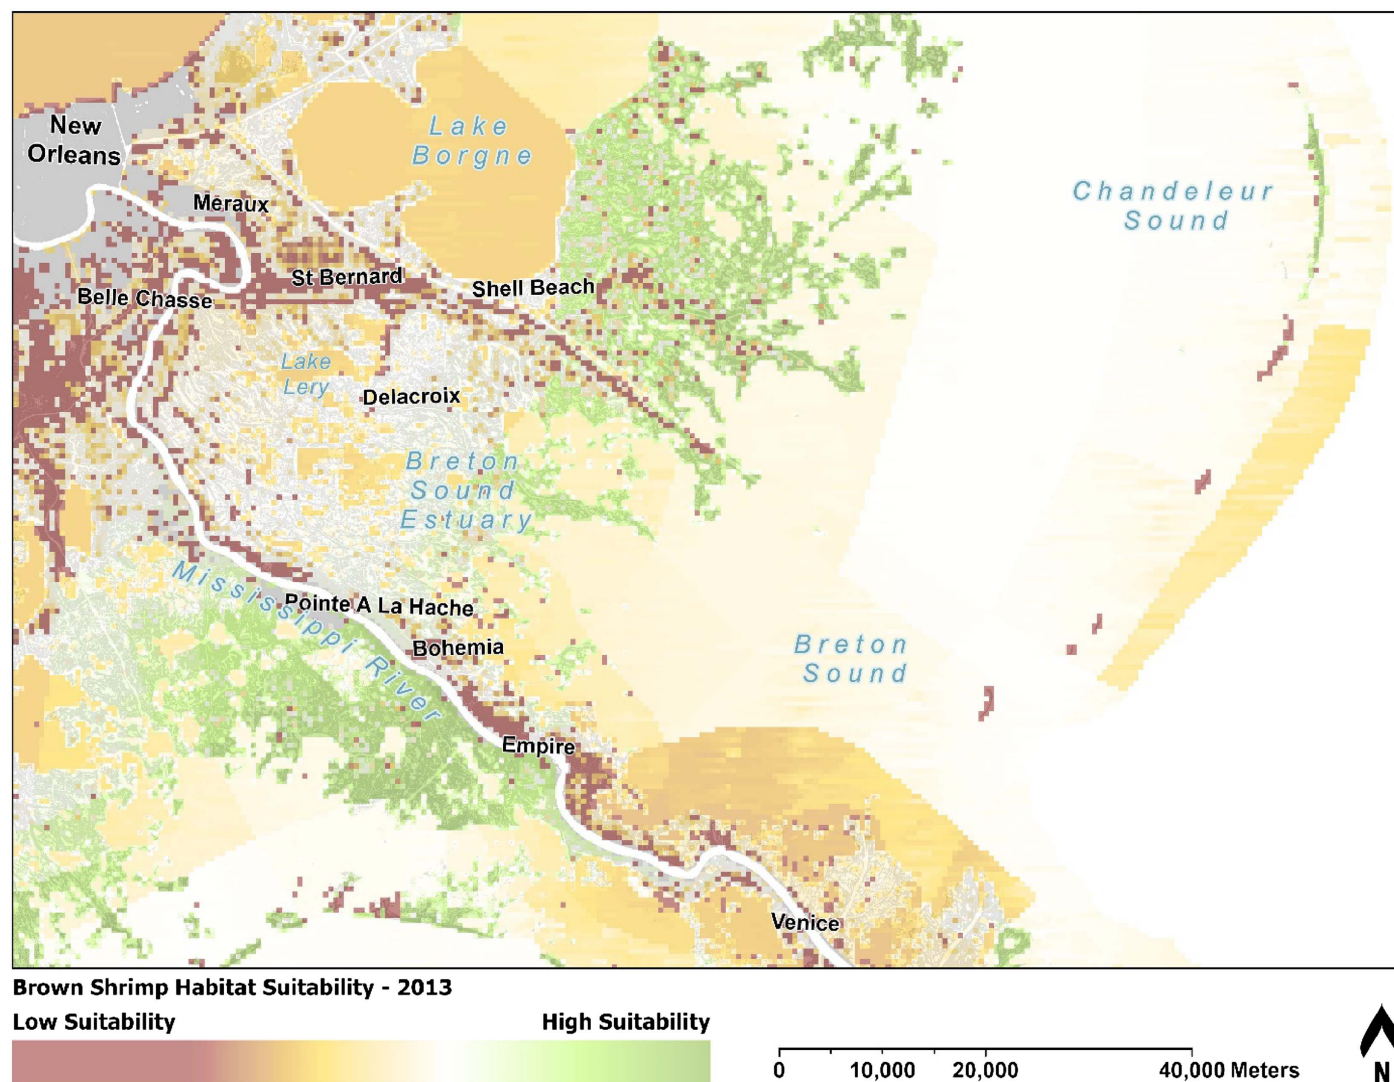 New
Orleans
Lake
Borgne
Chandeleur
Sound
Meraux
St Bernard
Shell Beach
Belle Chasse
Lake
Lery
Delacroix
Breton
Sound
Estuary
Mississippi River
Pointe A La Hache
Bohemia
Breton
Sound
Empire
Venice
Brown Shrimp Habitat Suitability - 2013
Low Suitability High Suitability
0 10,000 20,000 40,000 Meters
N